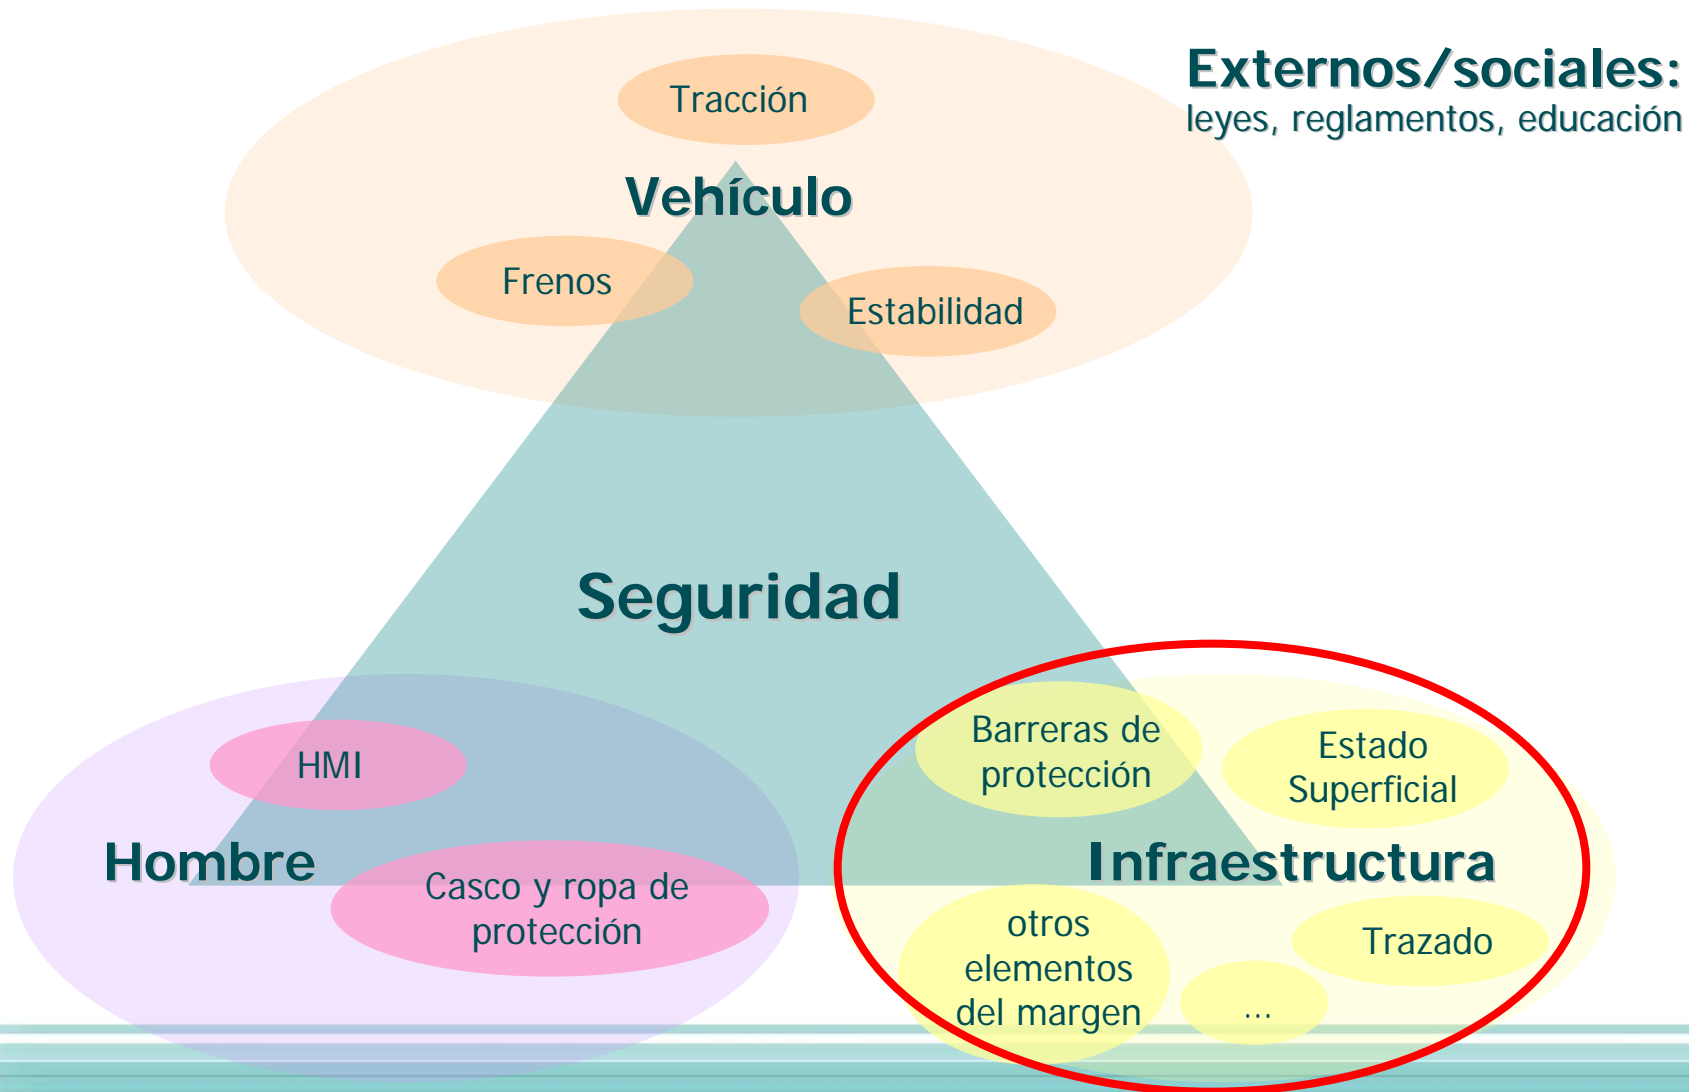 Externos/sociales:
leyes, reglamentos, educación
Tracción
Vehículo
Frenos
Estabilidad
Seguridad
HMI
Hombre
Casco y ropa de
protección
Barreras de
protección
Estado
Superficial
Infraestructura
otros
elementos
del margen
Trazado
...